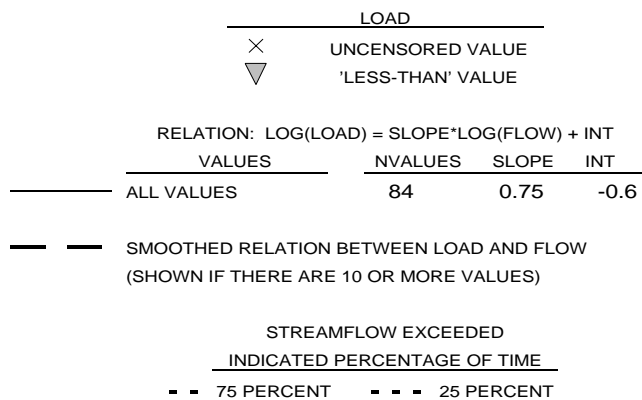 LOAD
UNCENSORED VALUE
'LESS-THAN' VALUE
RELATION: LOG(LOAD) = SLOPE*LOG(FLOW) + INT
VALUES NVALUES SLOPE INT
ALL VALUES 84 0.75 -0.6
SMOOTHED RELATION BETWEEN LOAD AND FLOW
(SHOWN IF THERE ARE 10 OR MORE VALUES)
STREAMFLOW EXCEEDED
INDICATED PERCENTAGE OF TIME
75 PERCENT 25 PERCENT